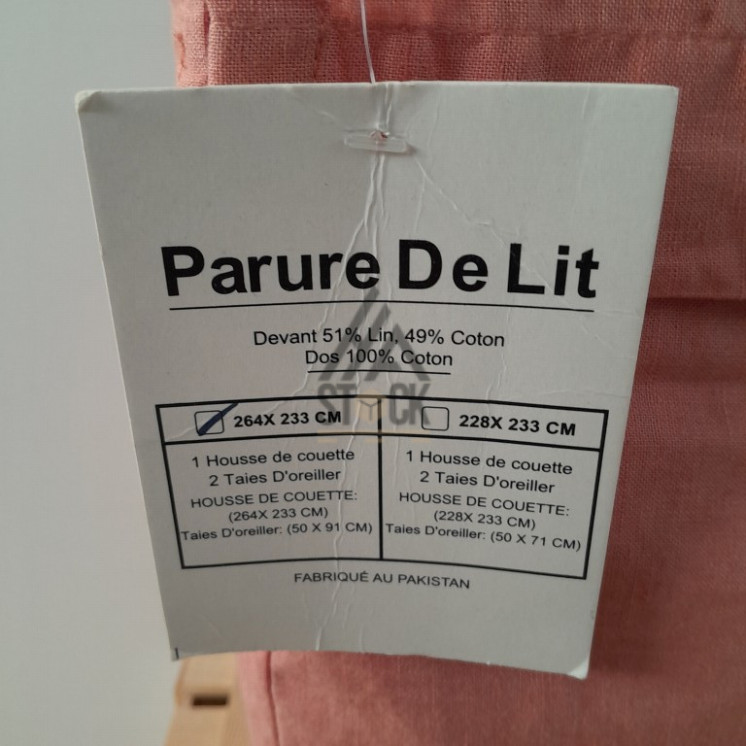 Parure De Lit
Devant 51% Lin, 49% Coton
Dos 100% Coton
STOCK
264X 233 CM
1 Housse de couette
2 Taies D'oreiller
HOUSSE DE COUETTE:
(264X 233 CM)
Taies D'oreiller: (50 X 91 CM)
228X 233 CM
1 Housse de couette
2 Taies D'oreiller
HOUSSE DE COUETTE:
(228X 233 CM)
Taies D'oreiller: (50 X 71 CM)
FABRIQUÉ AU PAKISTAN